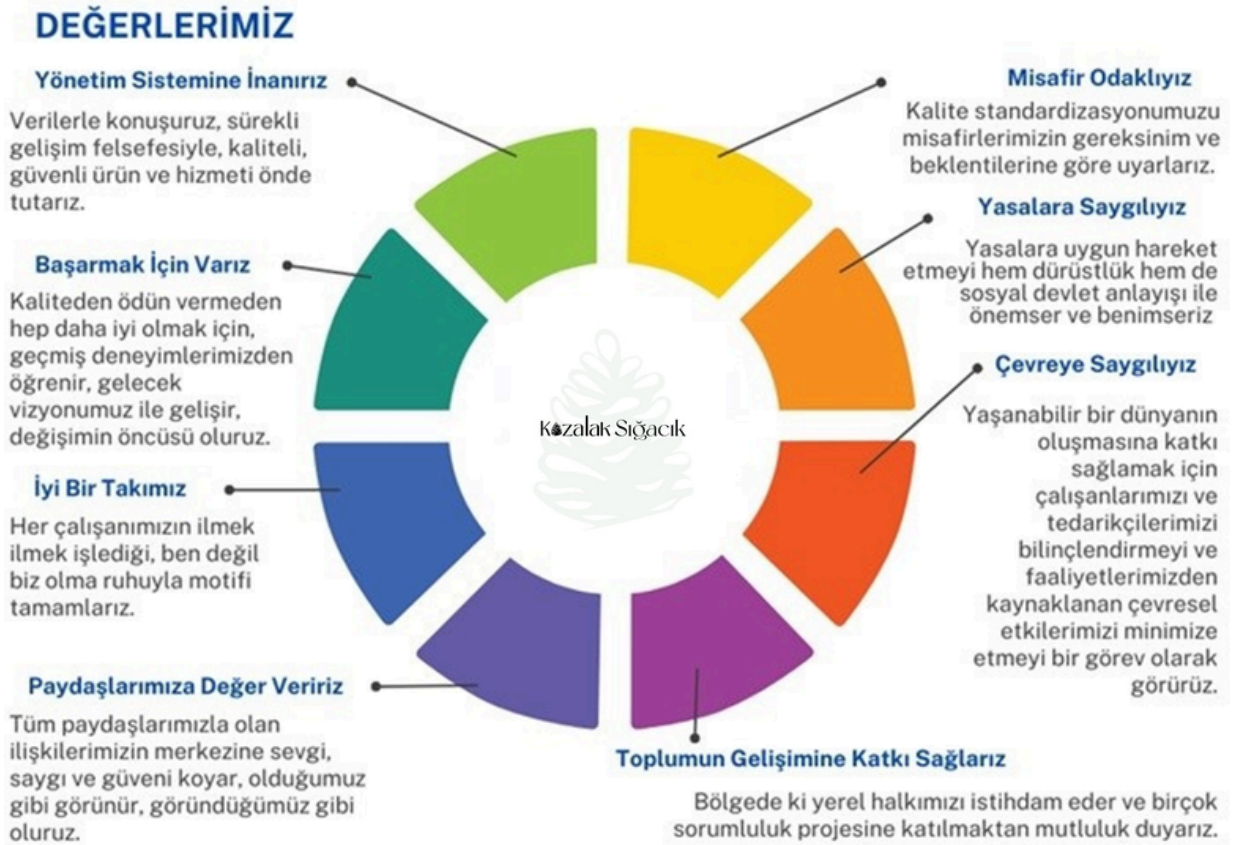 DEĞERLERİMİZ
Yönetim Sistemine İnanırız
Verilerle konuşuruz, sürekli
gelişim felsefesiyle, kaliteli,
güvenli ürün ve hizmeti önde
tutarız.
Başarmak İçin Varız
Kaliteden ödün vermeden
hep daha iyi olmak için,
geçmiş deneyimlerimizden
öğrenir, gelecek
vizyonumuz ile gelişir,
değişimin öncüsü oluruz.
İyi Bir Takımız
Her çalışanımızın ilmek
ilmek işlediği, ben değil
biz olma ruhuyla motifi
tamamlarız.
Paydaşlarımıza Değer Veririz
Tüm paydaşlarımızla olan
ilişkilerimizin merkezine sevgi,
saygı ve güveni koyar, olduğumuz
gibi görünür, göründüğümüz gibi
oluruz.
Kozalak Sığacık
Misafir Odaklıyız
Kalite standardizasyonumuzu
misafirlerimizin gereksinim ve
beklentilerine göre uyarlarız.
Yasalara Saygılıyız
Yasalara uygun hareket
etmeyi hem dürüstlük hem de
sosyal devlet anlayışı ile
önemser ve benimseriz
Çevreye Saygılıyız
Yaşanabilir bir dünyanın
oluşmasına katkı
sağlamak için
çalışanlarımızı ve
tedarikçilerimizi
bilinçlendirmeyi ve
faaliyetlerimizden
kaynaklanan çevresel
etkilerimizi minimize
etmeyi bir görev olarak
görürüz.
Toplumun Gelişimine Katkı Sağlarız
Bölgede ki yerel halkımızı istihdam eder ve birçok
sorumluluk projesine katılmaktan mutluluk duyarız.